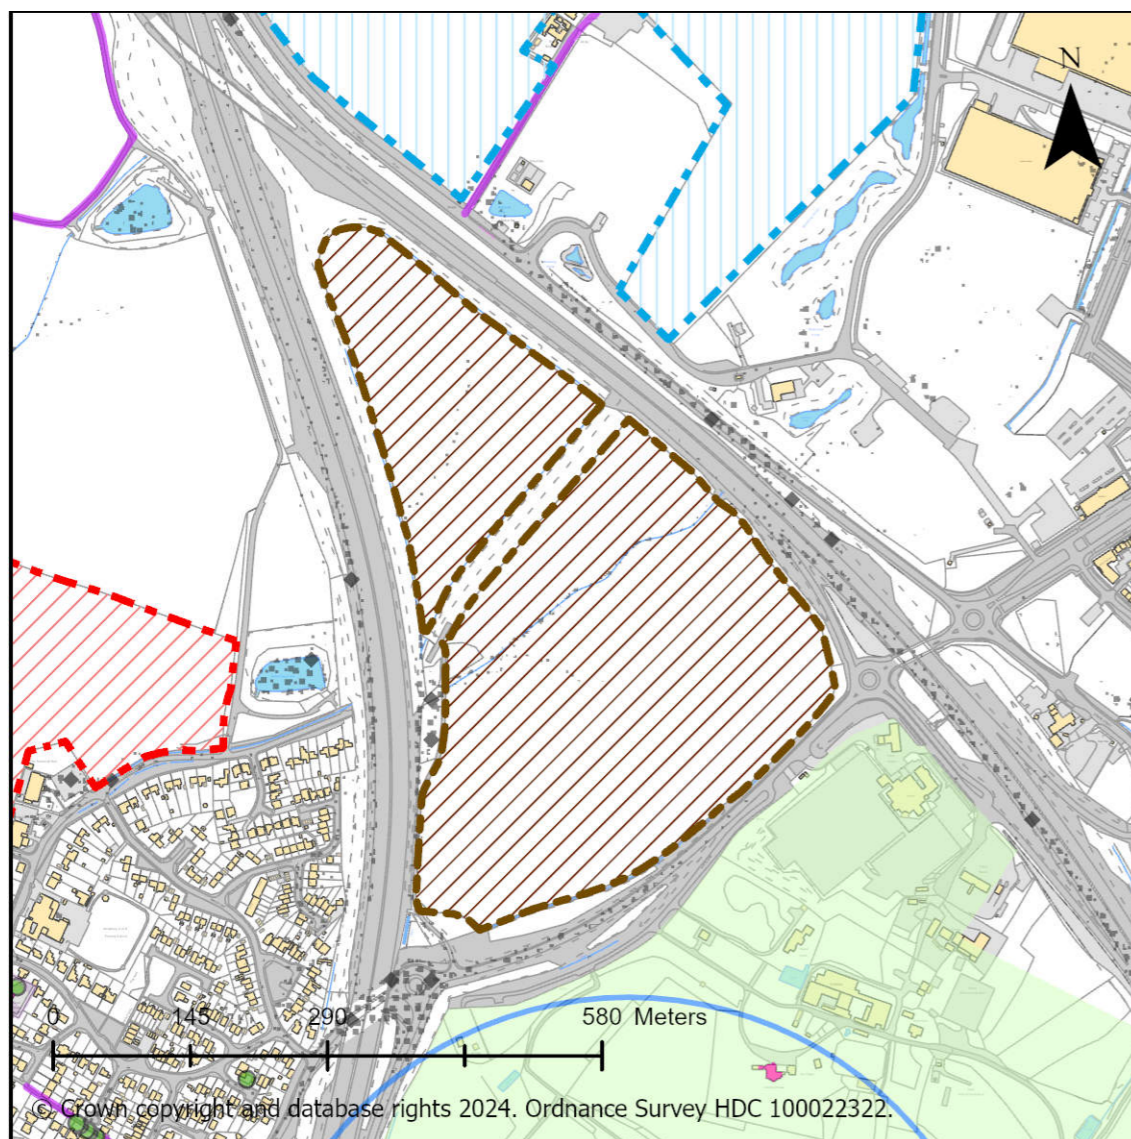 N
0 145 290 580 Meters
© Crown copyright and database rights 2024. Ordnance Survey HDC 100022322.